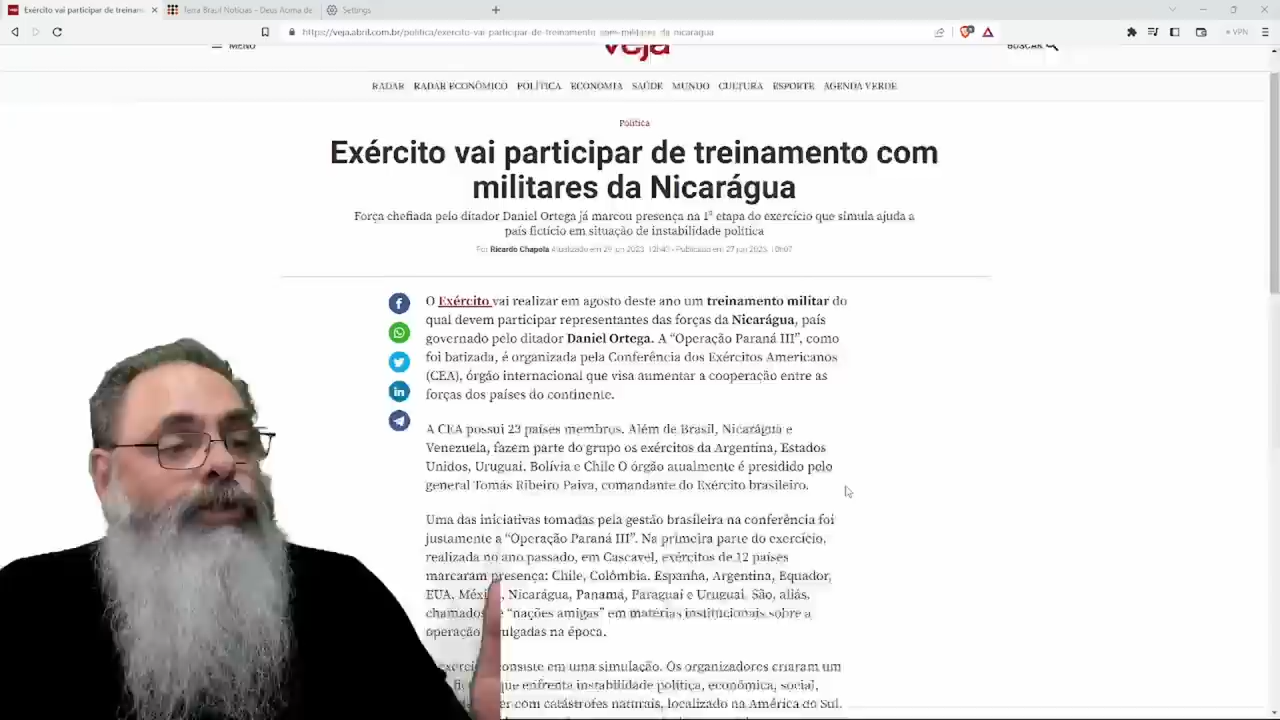 Exército vai participar de treinam
Terra Brasil Notícias - Deus Acima de
Settings
https://veja.abril.com.br/politica/exercito-vai-participar-de-treinamento-com-militares-da-nicaragua
VPN
MENU
veja
BUSCAR
RADAR RADAR ECONÔMICO POLÍTICA ECONOMIA SAÚDE MUNDO CULTURA ESPORTE AGENDA VERDE
Política
Exército vai participar de treinamento com
militares da Nicarágua
Força chefiada pelo ditador Daniel Ortega já marcou presença na 1ª etapa do exercício que simula ajuda a
país fictício em situação de instabilidade política
Por Ricardo Chapola Atualizado em 29 jun 2023, - Publicado em 27 jun 2023,
O Exército vai realizar em agosto deste ano um treinamento militar do
qual devem participar representantes das forças da Nicarágua, país
governado pelo ditador Daniel Ortega. A “Operação Paraná III”, como
foi batizada, é organizada pela Conferência dos Exércitos Americanos
(CEA), órgão internacional que visa aumentar a cooperação entre as
forças dos países do continente.
A CEA possui 23 países membros. Além de Brasil, Nicarágua e
Venezuela, fazem parte do grupo os exércitos da Argentina, Estados
Unidos, Uruguai, Bolívia e Chile O órgão atualmente é presidido pelo
general Tomás Ribeiro Paiva, comandante do Exército brasileiro.
Uma das iniciativas tomadas pela gestão brasileira na conferência foi
justamente a “Operação Paraná III”. Na primeira parte do exercício,
realizada no ano passado, em Cascavel, exércitos de 12 países
marcaram presença: Chile, Colômbia, Espanha, Argentina, Equador,
EUA, Méxi Nicarágua, Panamá, Paraguai e Uruguai. São, aliás,
chamados e “nações amigas” em matérias institucionais sobre a
operação ulgadas na época.
exercí onsiste em uma simulação. Os organizadores criaram um
que enfrenta instabilidade política, econômica, social,
com catástrofes naturais, localizado na América do Sul.